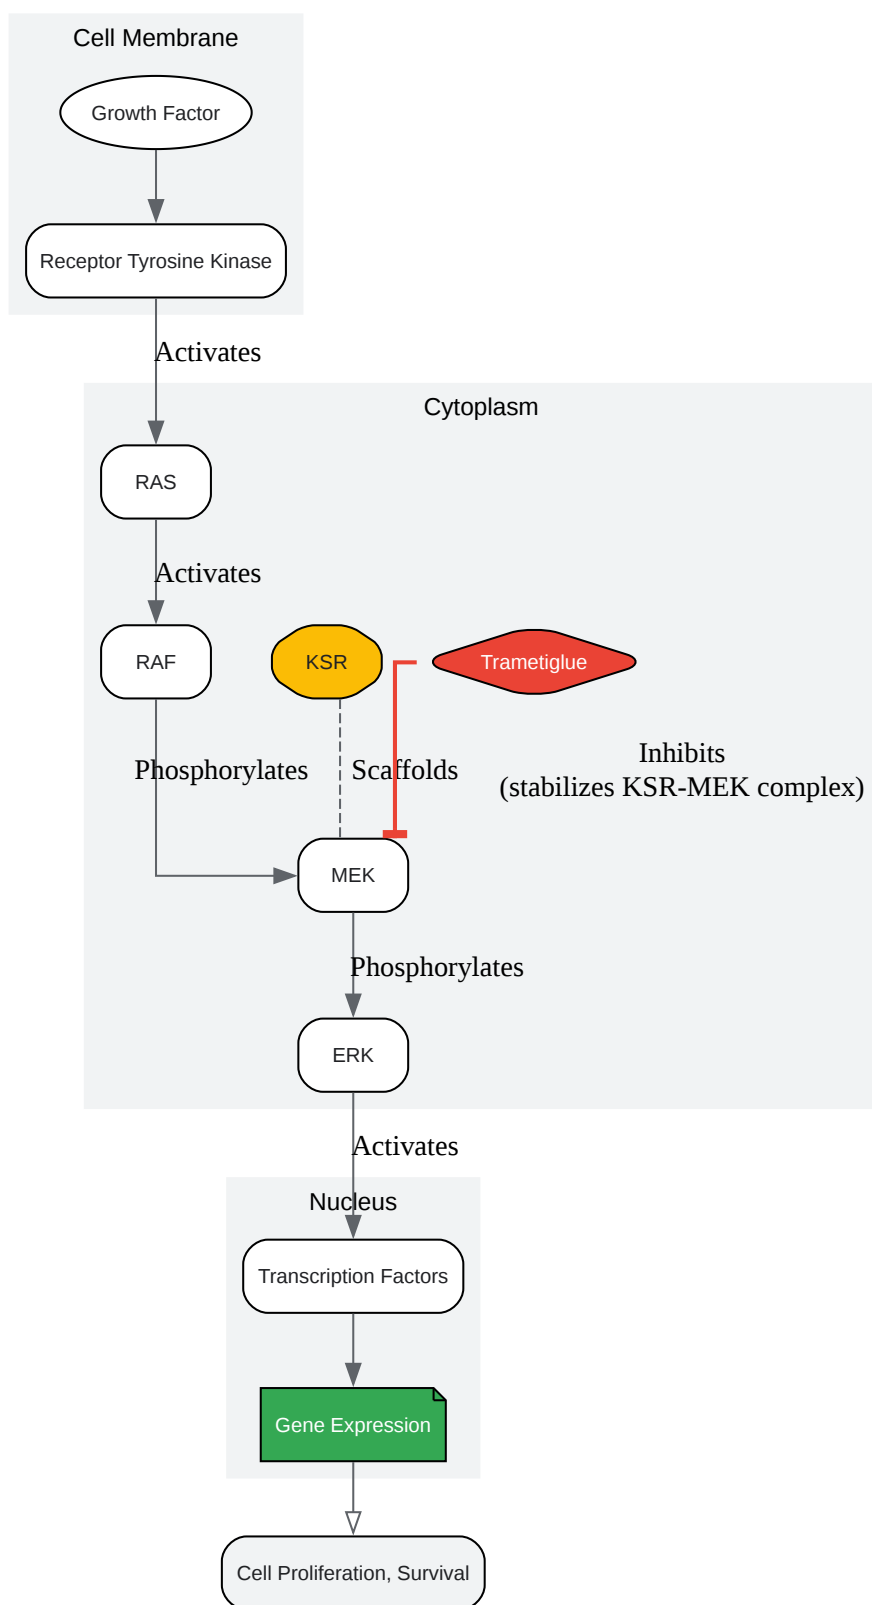 Cell Membrane
Growth Factor
Receptor Tyrosine Kinase
Activates
Cytoplasm
RAS
Activates
RAF
KSR
Trametiglue
Phosphorylates
Scaffolds
Inhibits
(stabilizes KSR-MEK complex)
MEK
Phosphorylates
ERK
Activates
Nucleus
Transcription Factors
Gene Expression
Cell Proliferation, Survival